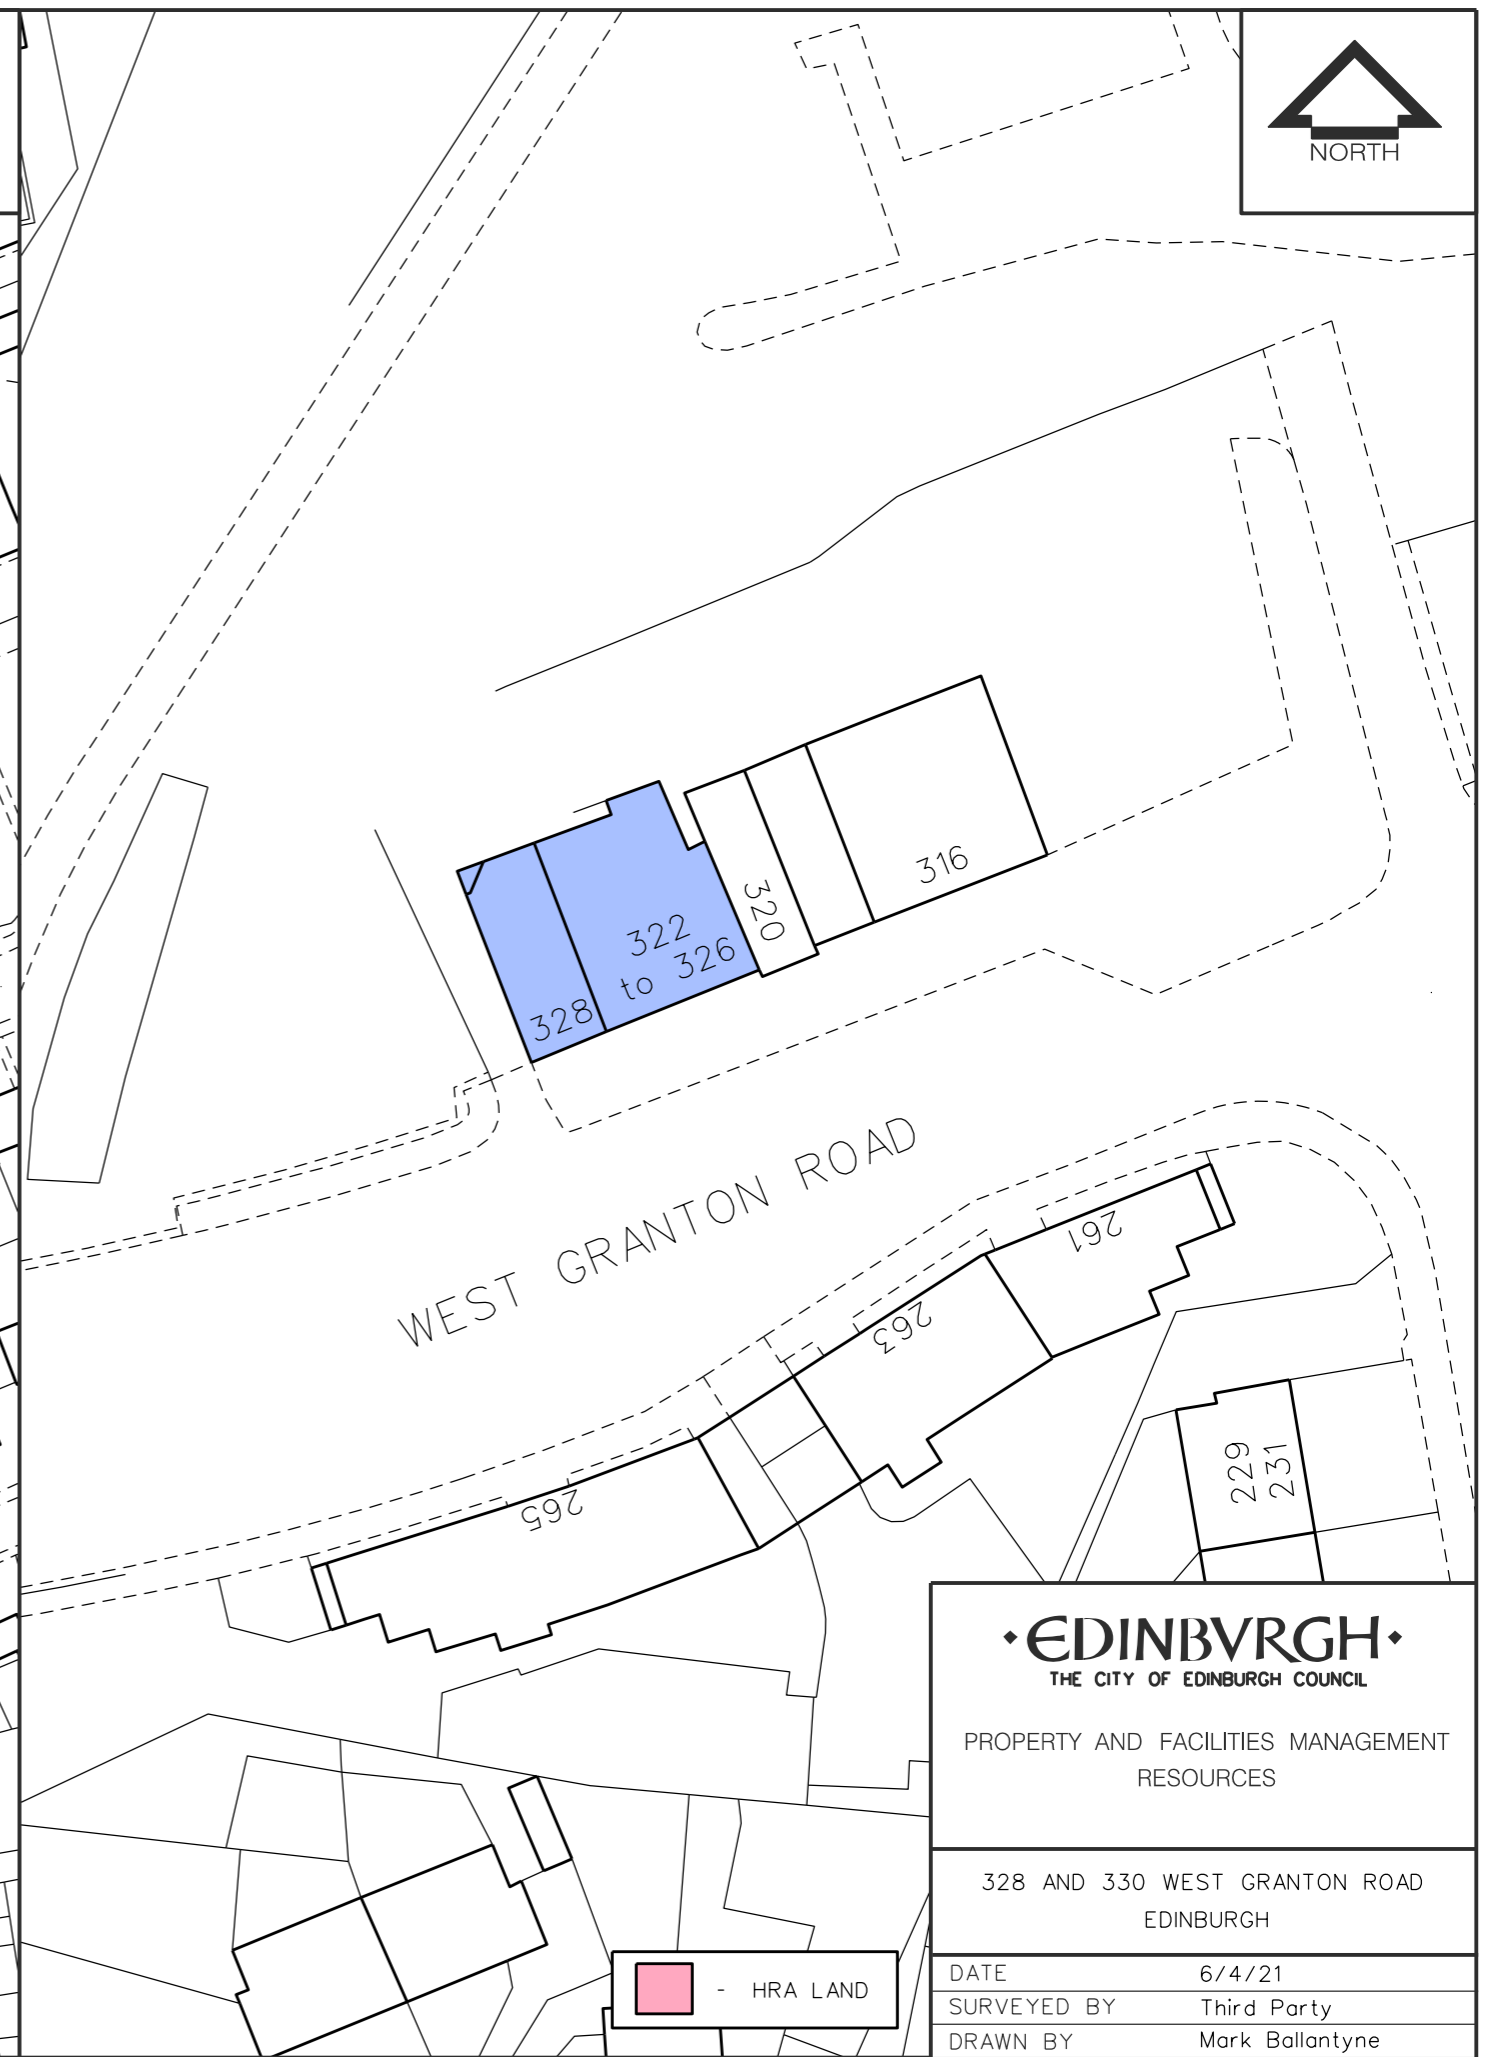 NORTH
316
320
322
to 326
328
WEST GRANTON ROAD
261
263
265
229
231
·EDINBVRGH·
THE CITY OF EDINBURGH COUNCIL
PROPERTY AND FACILITIES MANAGEMENT
RESOURCES
328 AND 330 WEST GRANTON ROAD
EDINBURGH
- HRA LAND
DATE 6/4/21
SURVEYED BY Third Party
DRAWN BY Mark Ballantyne